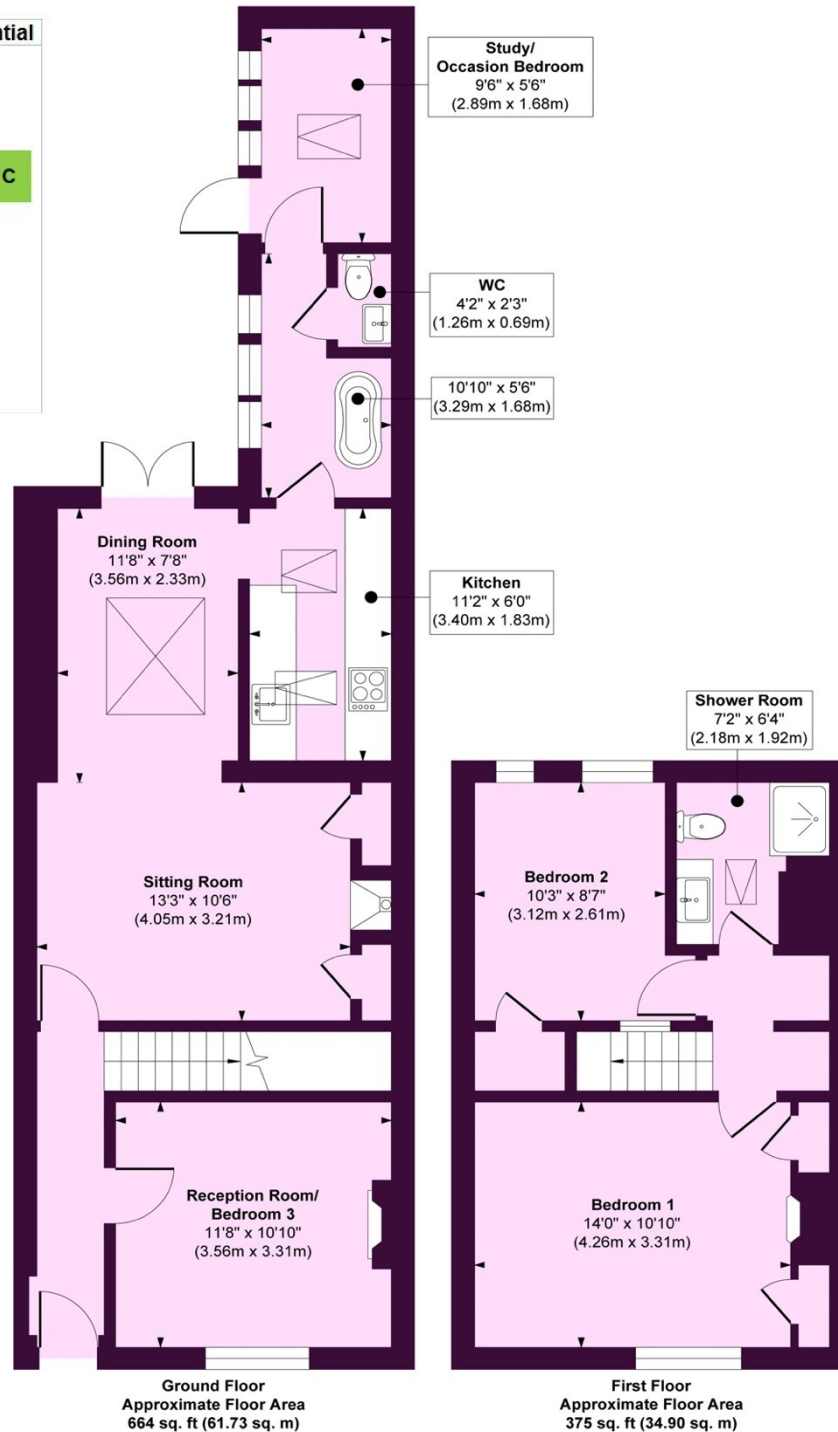 ntial
C
Study/
Occasion Bedroom
9'6" x 5'6"
(2.89m x 1.68m)
WC
4'2" x 2'3"
(1.26m x 0.69m)
10'10" x 5'6"
(3.29m x 1.68m)
Dining Room
11'8" x 7'8"
(3.56m x 2.33m)
Kitchen
11'2" x 6'0"
(3.40m x 1.83m)
Shower Room
7'2" x 6'4"
(2.18m x 1.92m)
Sitting Room
13'3" x 10'6"
(4.05m x 3.21m)
Bedroom 2
10'3" x 8'7"
(3.12m x 2.61m)
Reception Room/
Bedroom 3
11'8" x 10'10"
(3.56m x 3.31m)
Bedroom 1
14'0" x 10'10"
(4.26m x 3.31m)
Ground Floor
Approximate Floor Area
664 sq. ft (61.73 sq. m)
First Floor
Approximate Floor Area
375 sq. ft (34.90 sq. m)